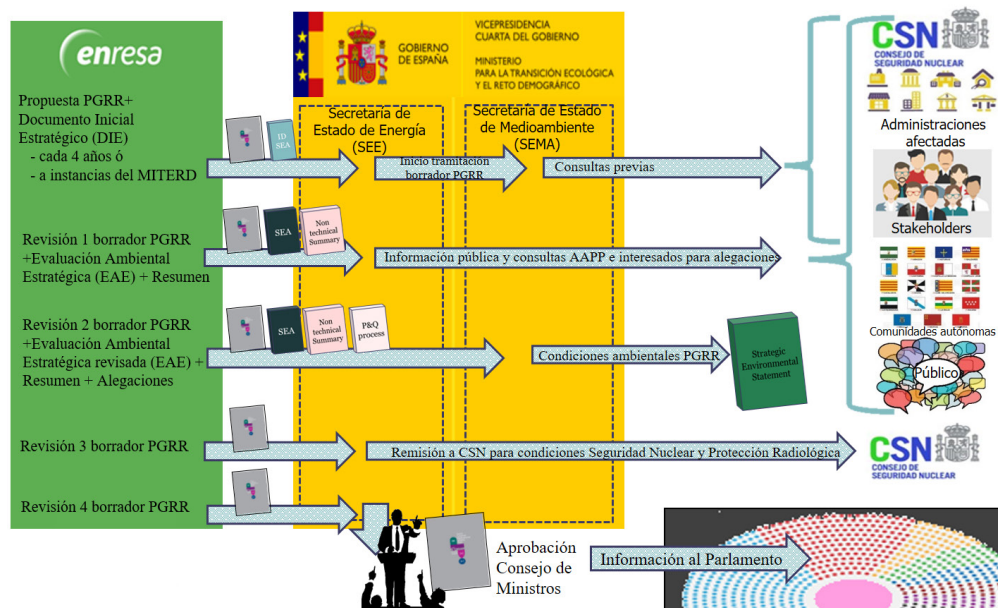 enresa
Propuesta PGRR+
Documento Inicial
Estratégico (DIE)
- cada 4 años ó
- a instancias del MITERD
Revisión 1 borrador PGRR
+Evaluación Ambiental
Estratégica (EAE) + Resumen
Revisión 2 borrador PGRR
+Evaluación Ambiental
Estratégica revisada (EAE) +
Resumen + Alegaciones
Revisión 3 borrador PGRR
Revisión 4 borrador PGRR
GOBIERNO
DE ESPAÑA
VICEPRESIDENCIA
CUARTA DEL GOBIERNO
MINISTERIO
PARA LA TRANSICIÓN ECOLÓGICA
Y EL RETO DEMOGRÁFICO
Secretaría de
Estado de Energía
(SEE)
Secretaría de Estado
de Medioambiente
(SEMA)
ID
SEA
Inicio tramitación
borrador PGRR
Consultas previas
SEA
Non
technical
Summary
Información pública y consultas AAPP e interesados para alegaciones
SEA
Non
technical
Summary
P&Q
process
Condiciones ambientales PGRR
Strategic
Environmental
Statement
Remisión a CSN para condiciones Seguridad Nuclear y Protección Radiológica
Aprobación
Consejo de
Ministros
Información al Parlamento
CSN
CONSEJO DE
SEGURIDAD NUCLEAR
Administraciones
afectadas
Stakeholders
Comunidades autónomas
Público
CSN
CONSEJO DE
SEGURIDAD NUCLEAR